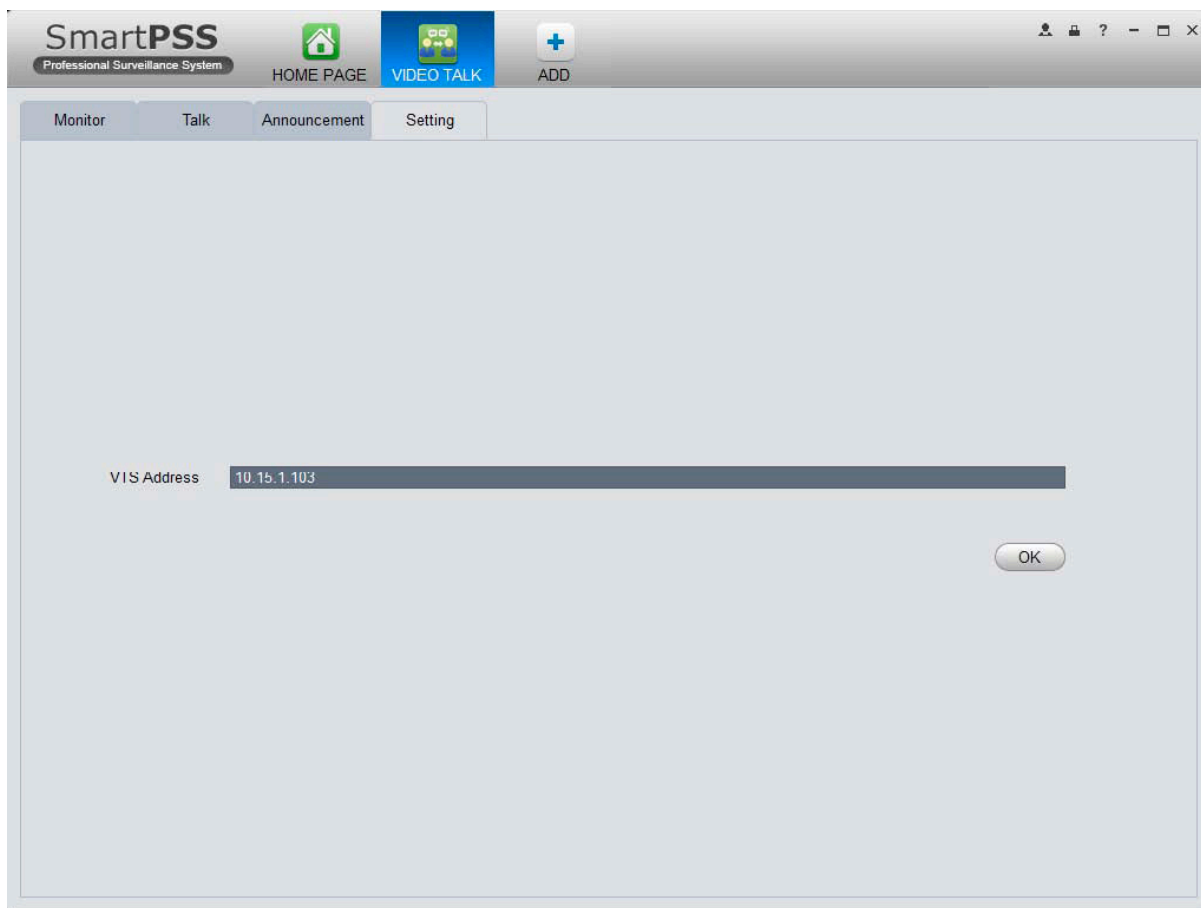 SmartPSS
Professional Surveillance System
HOME PAGE
VIDEO TALK
ADD
?
Monitor
Talk
Announcement
Setting
VTS Address
10.15.1.103
OK